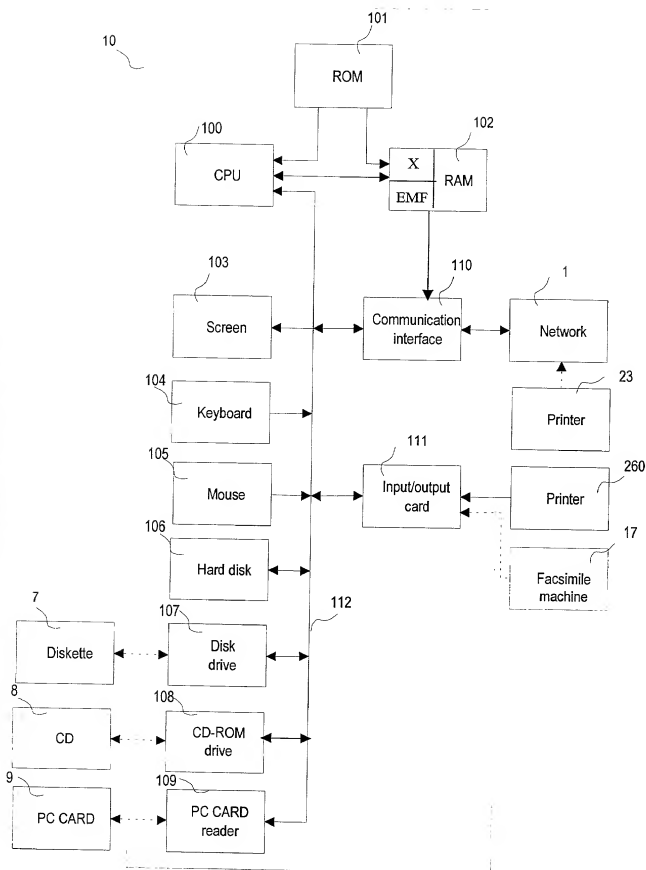 101
10
ROM
100
102
CPU
X
RAM
EMF
103
110
1
Screen
Communication
interface
Network
104
23
Keyboard
Printer
105
111
260
Mouse
Input/output
card
Printer
106
17
Hard disk
Facsimile
machine
7
107
112
Diskette
Disk
drive
8
108
CD
CD-ROM
drive
9
109
PC CARD
PC CARD
reader